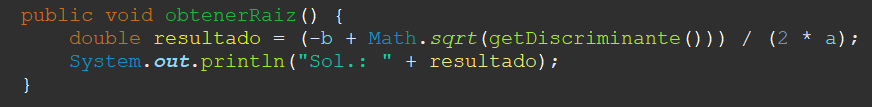 public void obtenerRaiz() {
    double resultado = (-b + Math.sqrt(getDiscriminante())) / (2 * a);
    System.out.println("Sol.: " + resultado);
}